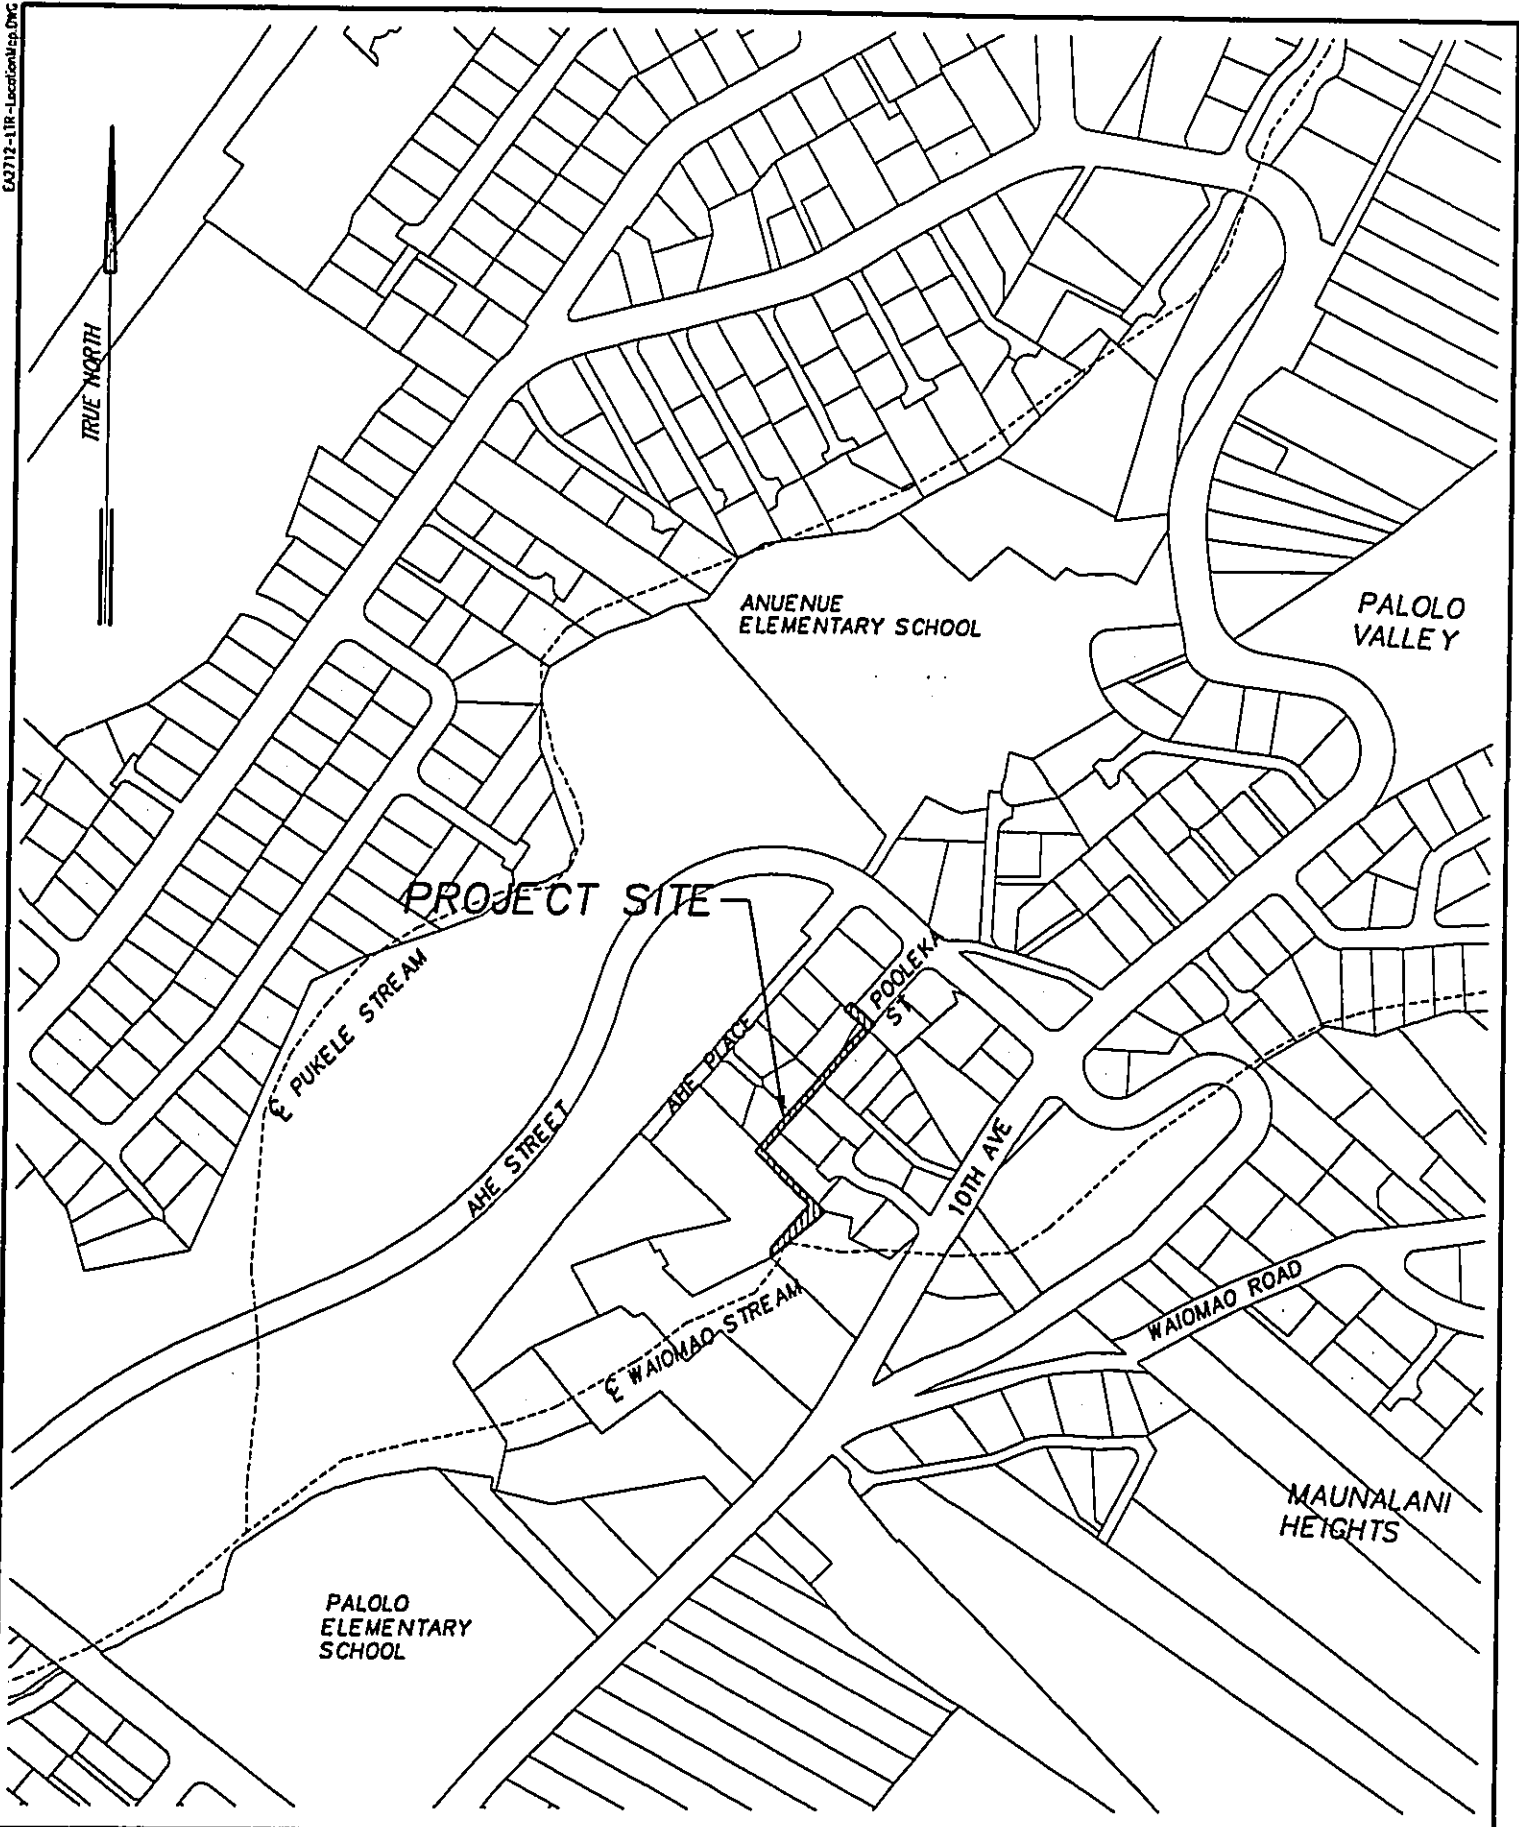 EA2712-LTR-LocationMap.DWG
TRUE NORTH
ANUENUE
ELEMENTARY SCHOOL
PALOLO
VALLEY
PROJECT SITE
POOLEKA
ST
℄ PUKELE STREAM
AHE PLACE
AHE STREET
10TH AVE
WAIOMAO ROAD
℄ WAIOMAO STREAM
MAUNALANI
HEIGHTS
PALOLO
ELEMENTARY
SCHOOL